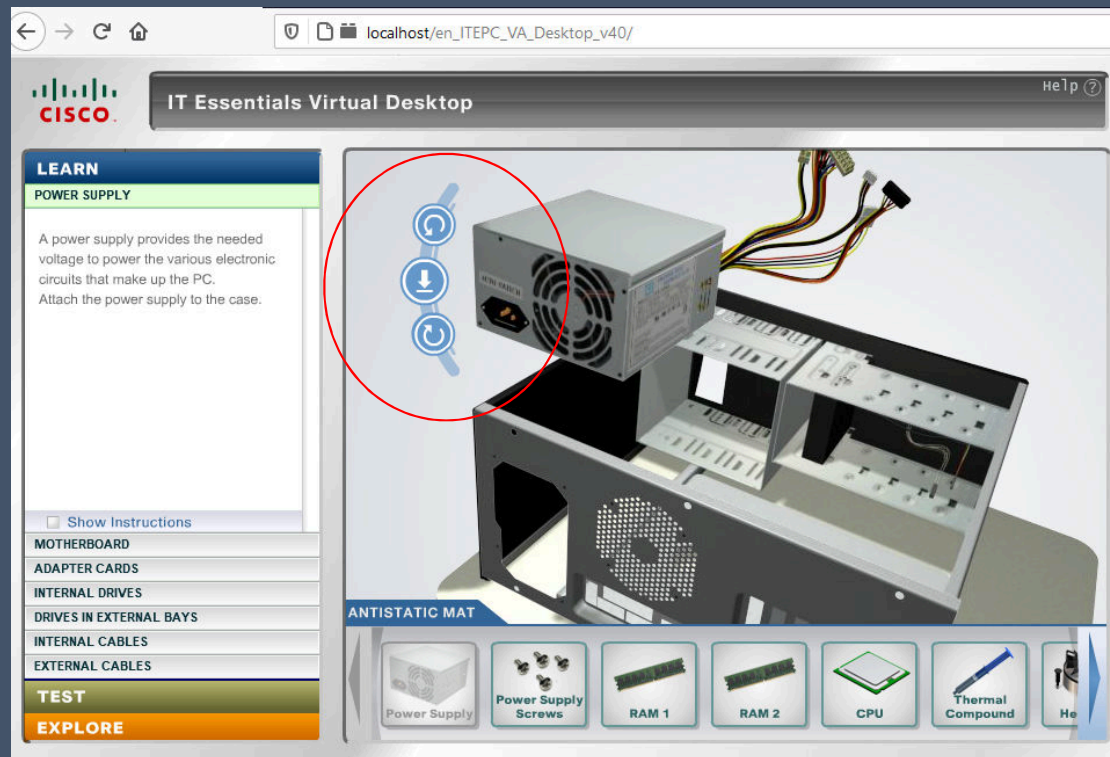 localhost/en_ITEPC_VA_Desktop_v40/
CISCO
IT Essentials Virtual Desktop
Help ?
LEARN
POWER SUPPLY
A power supply provides the needed
voltage to power the various electronic
circuits that make up the PC.
Attach the power supply to the case.
Show Instructions
MOTHERBOARD
ADAPTER CARDS
INTERNAL DRIVES
DRIVES IN EXTERNAL BAYS
INTERNAL CABLES
EXTERNAL CABLES
TEST
EXPLORE
ANTISTATIC MAT
Power Supply
Power Supply
Screws
RAM 1
RAM 2
CPU
Thermal
Compound
He